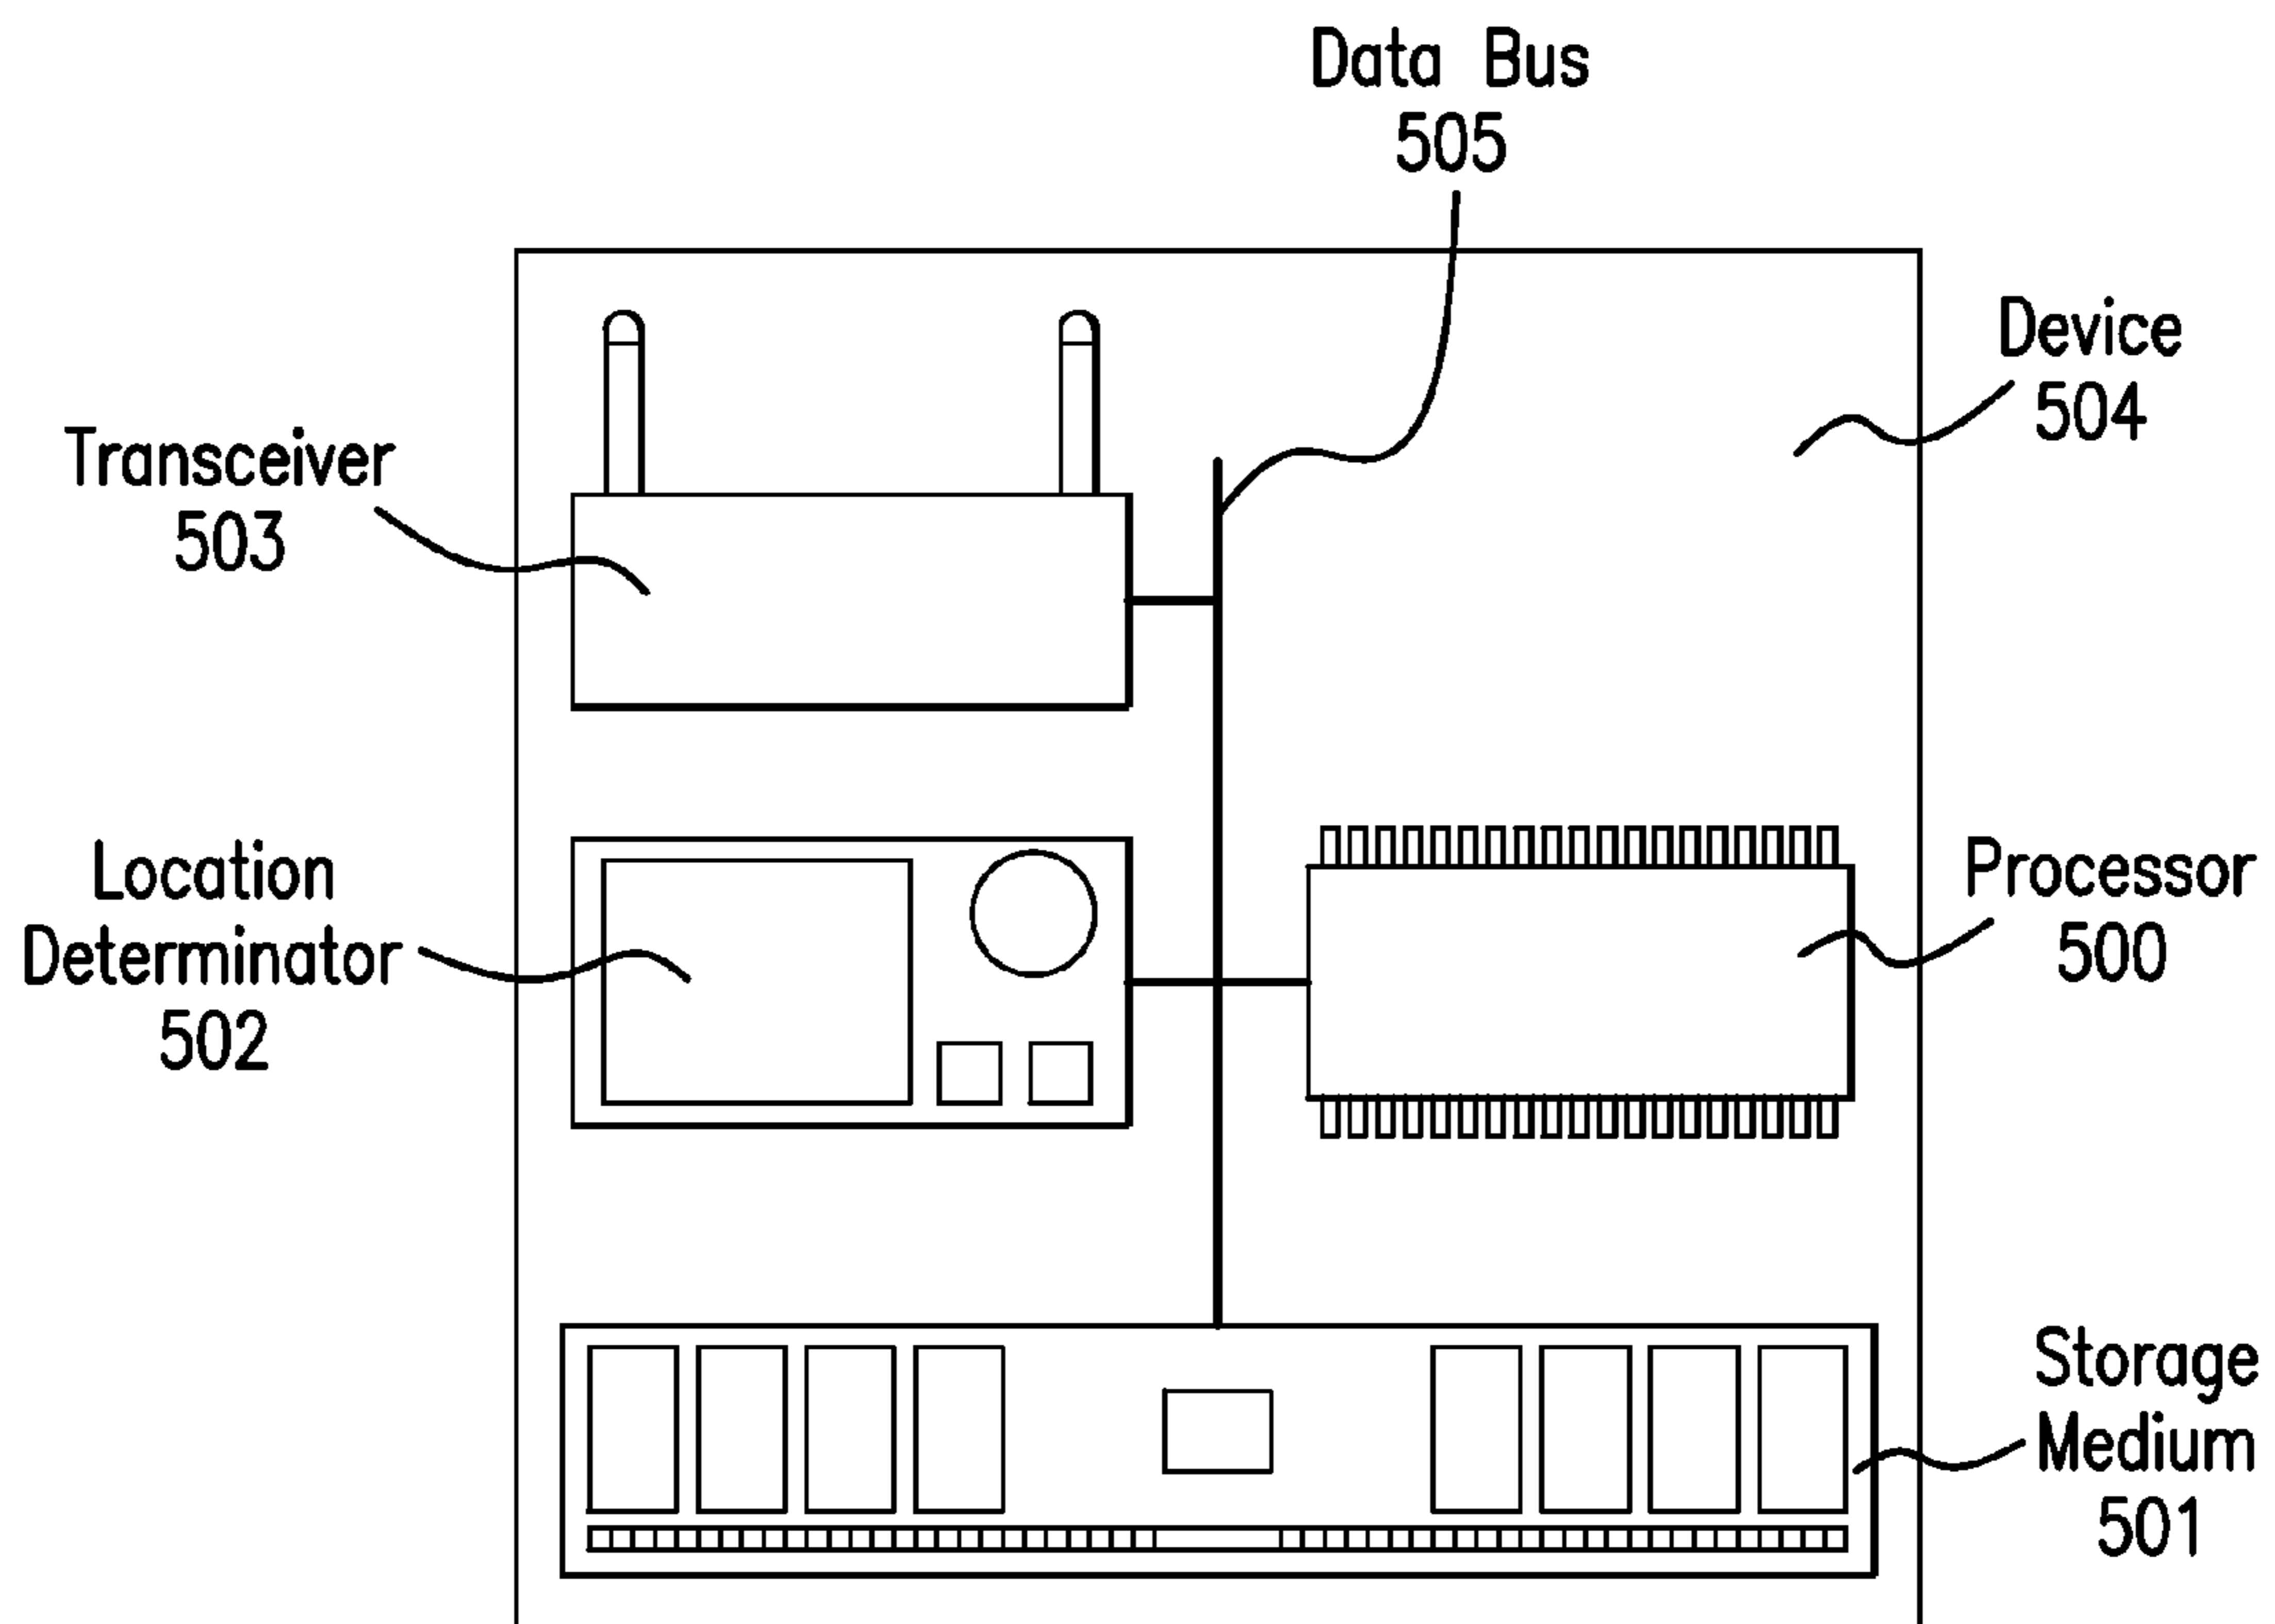 Data Bus
505
Device
504
Transceiver
503
Location
Determinator
502
Processor
500
Storage
Medium
501